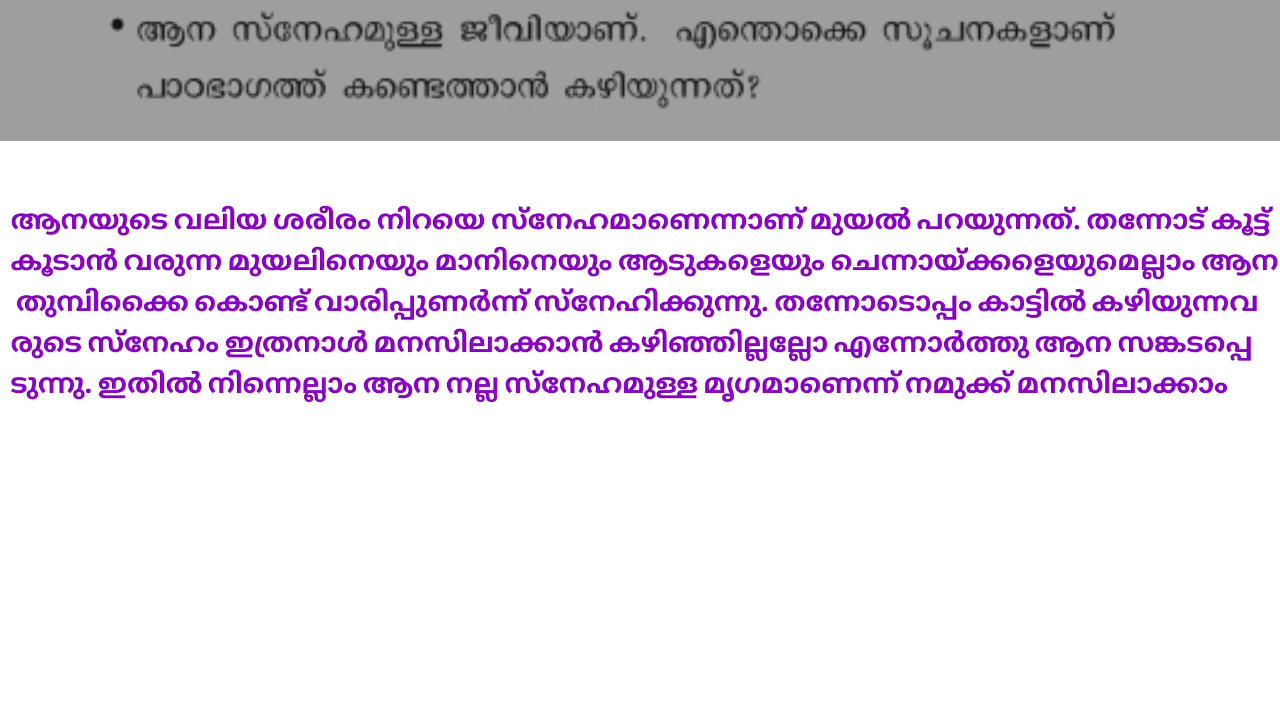 • ആന സ്നേഹമുള്ള ജീവിയാണ്. എന്തൊക്കെ സൂചനകളാണ്
പാഠഭാഗത്ത് കണ്ടെത്താൻ കഴിയുന്നത്?
ആനയുടെ വലിയ ശരീരം നിറയെ സ്നേഹമാണെന്നാണ് മുയൽ പറയുന്നത്. തന്നോട് കൂട്ട്
കൂടാൻ വരുന്ന മുയലിനെയും മാനിനെയും ആടുകളെയും ചെന്നായ്ക്കളെയുമെല്ലാം ആന
തുമ്പിക്കൈ കൊണ്ട് വാരിപ്പുണർന്ന് സ്നേഹിക്കുന്നു. തന്നോടൊപ്പം കാട്ടിൽ കഴിയുന്നവ
രുടെ സ്നേഹം ഇത്രനാൾ മനസിലാക്കാൻ കഴിഞ്ഞില്ലല്ലോ എന്നോർത്തു ആന സങ്കടപ്പെ
ടുന്നു. ഇതിൽ നിന്നെല്ലാം ആന നല്ല സ്നേഹമുള്ള മൃഗമാണെന്ന് നമുക്ക് മനസിലാക്കാം